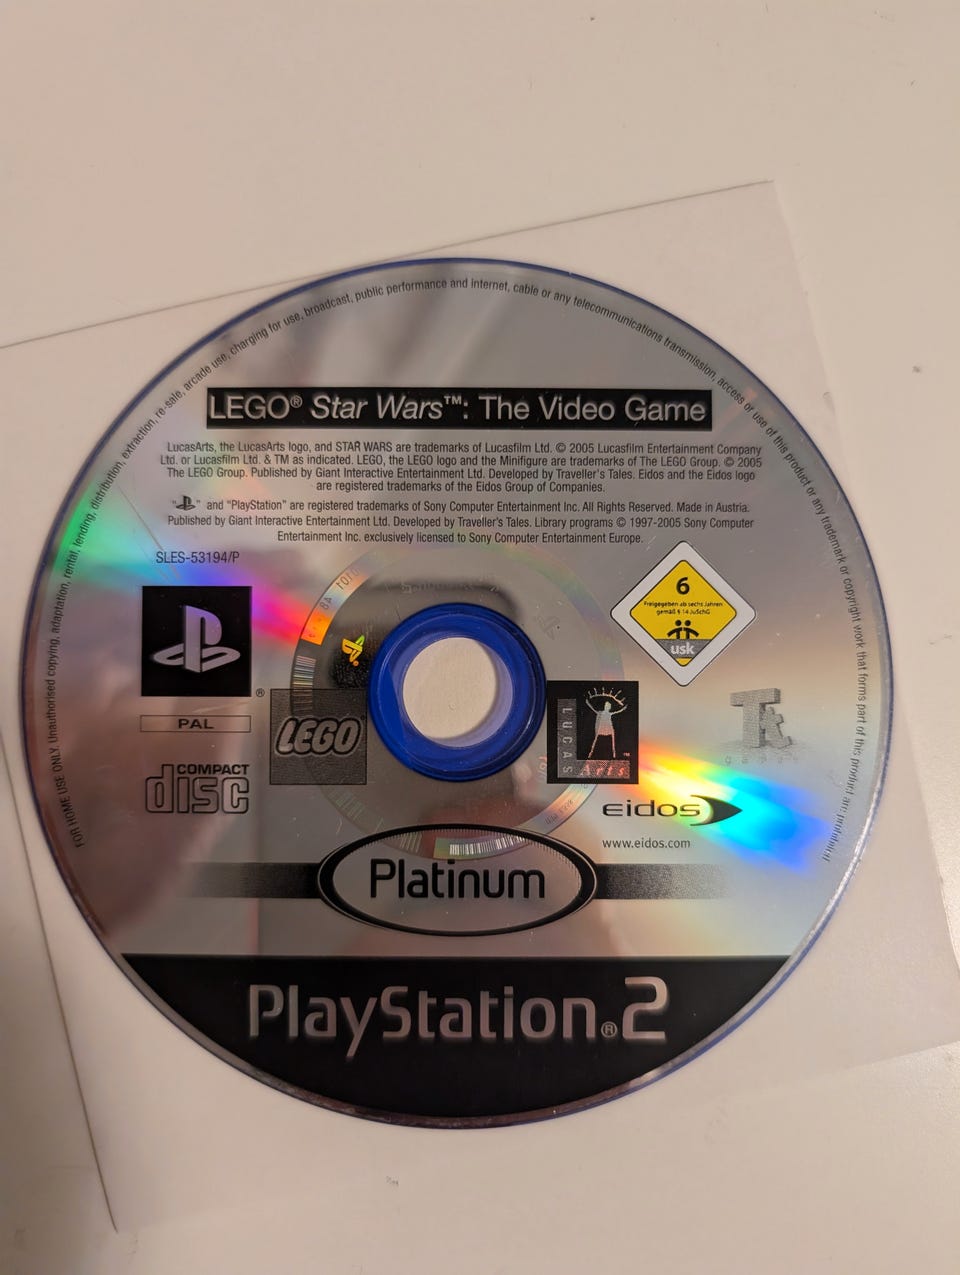 FOR HOME USE ONLY. Unauthorised copying, adaptation, rental, lending, distribution, extraction, re-sale, arcade use, charging for use, broadcast, public performance and internet, cable or any telecommunications transmission, access or use of this product or any trademark or copyright work that forms part of this product are prohibited
LEGO® Star Wars™: The Video Game
LucasArts, the LucasArts logo, and STAR WARS are trademarks of Lucasfilm Ltd. © 2005 Lucasfilm Entertainment Company
Ltd. or Lucasfilm Ltd. & TM as indicated. LEGO, the LEGO logo and the Minifigure are trademarks of The LEGO Group. © 2005
The LEGO Group. Published by Giant Interactive Entertainment Ltd. Developed by Traveller's Tales. Eidos and the Eidos logo
are registered trademarks of the Eidos Group of Companies.
" " and "PlayStation" are registered trademarks of Sony Computer Entertainment Inc. All Rights Reserved. Made in Austria.
Published by Giant Interactive Entertainment Ltd. Developed by Traveller's Tales. Library programs © 1997-2005 Sony Computer
Entertainment Inc. exclusively licensed to Sony Computer Entertainment Europe.
SLES-53194/P
6
Freigegeben ab sechs Jahren
gemäß § 14 JuSchG
usk
®
PAL
LEGO
LUCAS
Arts
™
Tt
games
COMPACT
disc
eidos
www.eidos.com
Platinum
PlayStation®2